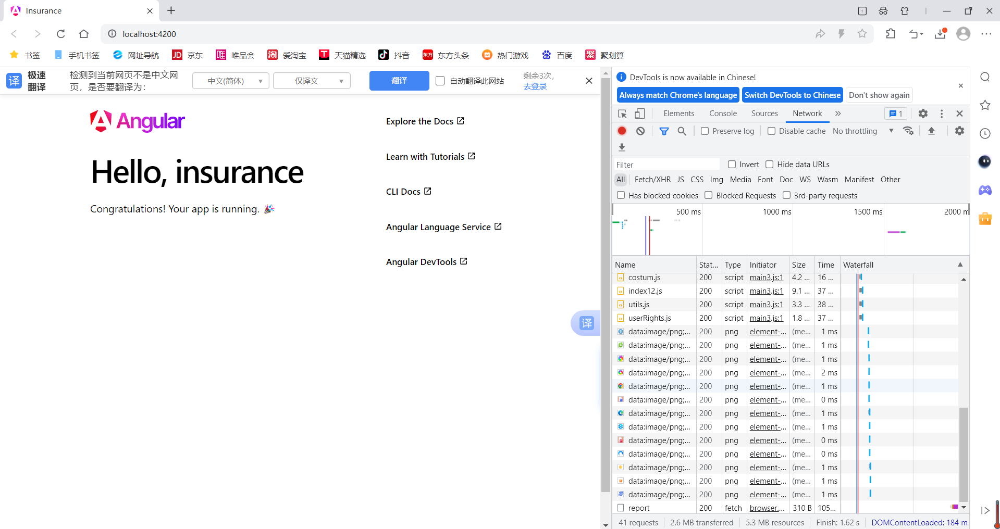 Insurance
1
localhost:4200
书签 手机书签 网址导航 JD 京东 唯 唯品会 淘 爱淘宝 T 天猫精选 抖音 东方 东方头条 热门游戏 du 百度 聚 聚划算
译 极速翻译
检测到当前网页不是中文网
页，是否要翻译为：
中文(简体) 仅译文 翻译 自动翻译此网站
剩余3次，
去登录
Angular
Hello, insurance
Congratulations! Your app is running.
Explore the Docs
Learn with Tutorials
CLI Docs
Angular Language Service
Angular DevTools
译
DevTools is now available in Chinese!
Always match Chrome's language Switch DevTools to Chinese Don't show again
Elements Console Sources Network 1
Preserve log Disable cache No throttling
Filter Invert Hide data URLs
All Fetch/XHR JS CSS Img Media Font Doc WS Wasm Manifest Other
Has blocked cookies Blocked Requests 3rd-party requests
500 ms 1000 ms 1500 ms 2000 m
Name Stat... Type Initiator Size Time Waterfall
costum.js 200 script main3.js:1 4.2 ... 16 ...
index12.js 200 script main3.js:1 9.1 ... 37 ...
utils.js 200 script main3.js:1 3.3 ... 38 ...
userRights.js 200 script main3.js:1 1.8 ... 37 ...
data:image/png;... 200 png element-... (me... 1 ms
data:image/png;... 200 png element-... (me... 1 ms
data:image/png;... 200 png element-... (me... 1 ms
data:image/png;... 200 png element-... (me... 2 ms
data:image/png;... 200 png element-... (me... 1 ms
data:image/png;... 200 png element-... (me... 0 ms
data:image/png;... 200 png element-... (me... 1 ms
data:image/png;... 200 png element-... (me... 1 ms
data:image/png;... 200 png element-... (me... 0 ms
data:image/png;... 200 png element-... (me... 0 ms
data:image/png;... 200 png element-... (me... 1 ms
data:image/png;... 200 png element-... (me... 1 ms
data:image/png;... 200 png element-... (me... 1 ms
report 200 fetch browser.... 310 B 105...
41 requests 2.6 MB transferred 5.3 MB resources Finish: 1.62 s DOMContentLoaded: 184 m